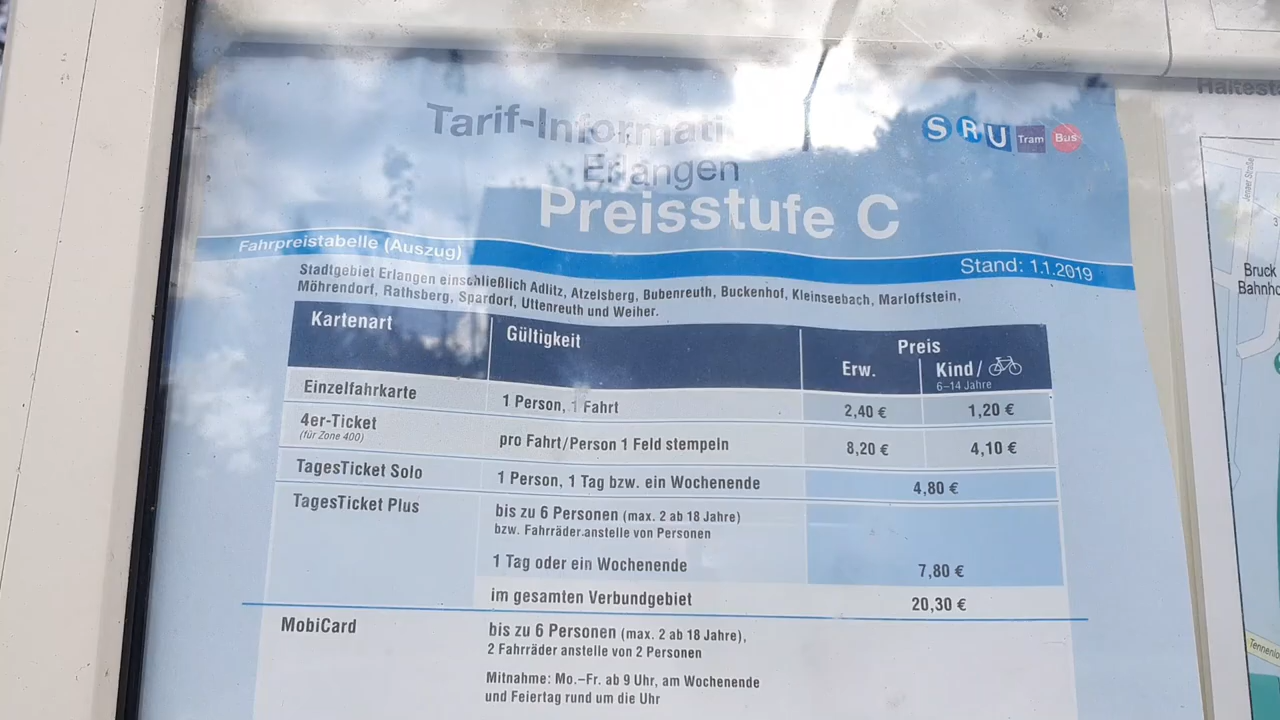 Tarif-Informati
Erlangen
S R U Tram Bus
Preisstufe C
Fahrpreistabelle (Auszug)
Stand: 1.1.2019
Stadtgebiet Erlangen einschließlich Adlitz, Atzelsberg, Bubenreuth, Buckenhof, Kleinseebach, Marloffstein,
Möhrendorf, Rathsberg, Spardorf, Uttenreuth und Weiher.
Kartenart Gültigkeit Preis
Erw. Kind/
6–14 Jahre
Einzelfahrkarte 1 Person, 1 Fahrt 2,40 € 1,20 €
4er-Ticket
(für Zone 400)
pro Fahrt/Person 1 Feld stempeln 8,20 € 4,10 €
TagesTicket Solo 1 Person, 1 Tag bzw. ein Wochenende 4,80 €
TagesTicket Plus bis zu 6 Personen (max. 2 ab 18 Jahre)
bzw. Fahrräder anstelle von Personen
1 Tag oder ein Wochenende 7,80 €
im gesamten Verbundgebiet 20,30 €
MobiCard bis zu 6 Personen (max. 2 ab 18 Jahre),
2 Fahrräder anstelle von 2 Personen
Mitnahme: Mo.–Fr. ab 9 Uhr, am Wochenende
und Feiertag rund um die Uhr
Haltest
Jenaer Straße
Bruck
Bahnho
Tennenlo